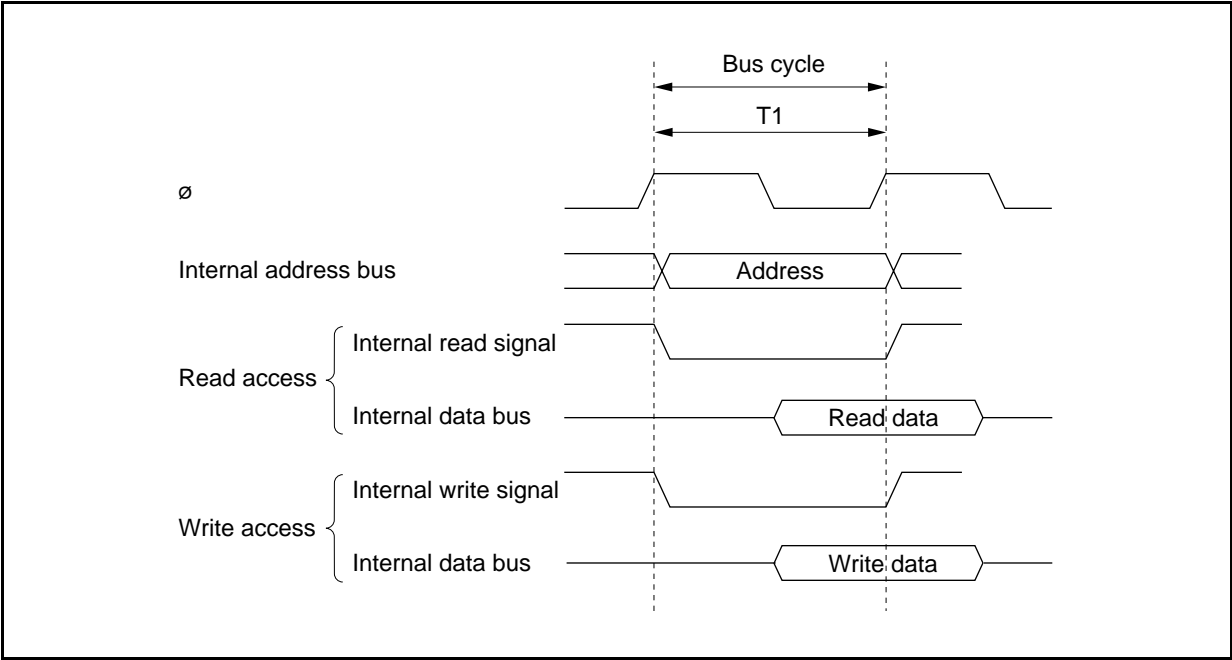 Bus cycle
T1
ø
Internal address bus
Address
Read access
Internal read signal
Internal data bus
Read data
Write access
Internal write signal
Internal data bus
Write data